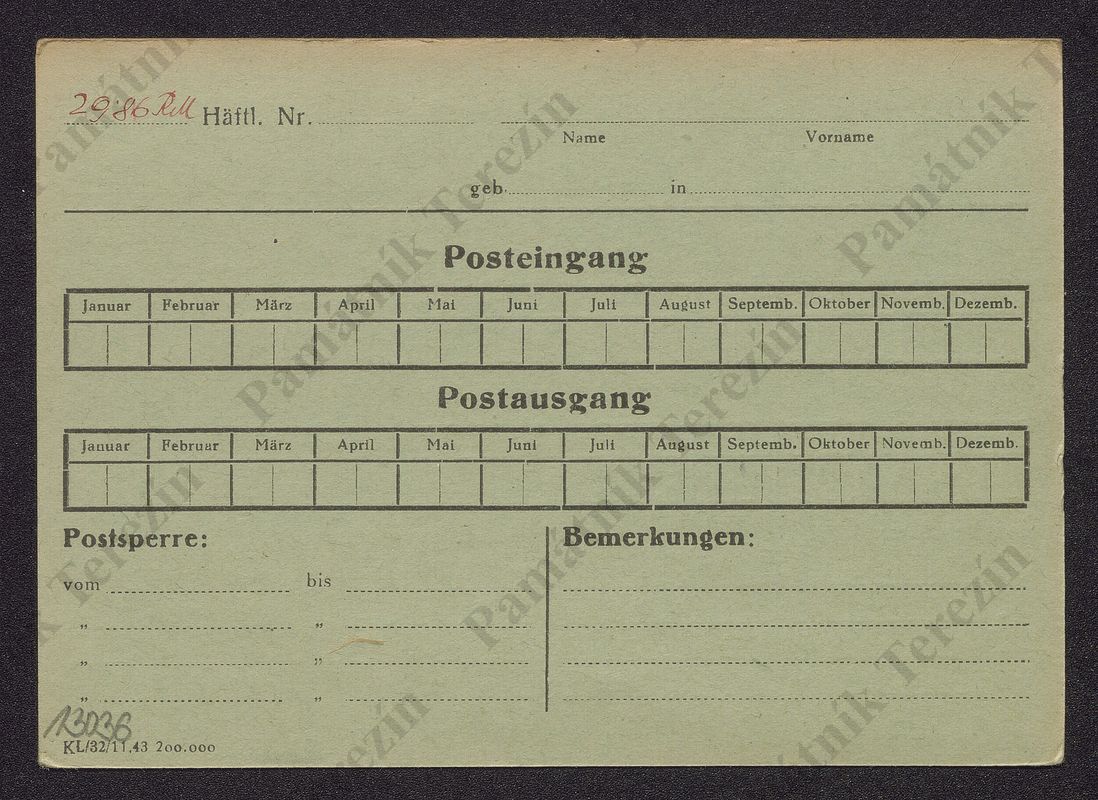 29.86 RM Häftl. Nr.
Name Vorname
geb. in
Posteingang
Januar Februar März April Mai Juni Juli August Septemb. Oktober Novemb. Dezemb.
Postausgang
Januar Februar März April Mai Juni Juli August Septemb. Oktober Novemb. Dezemb.
Postsperre: Bemerkungen:
vom bis
„ „
„ „
„ „
13036
KL/32/11.43 200.000
Památník Terezín